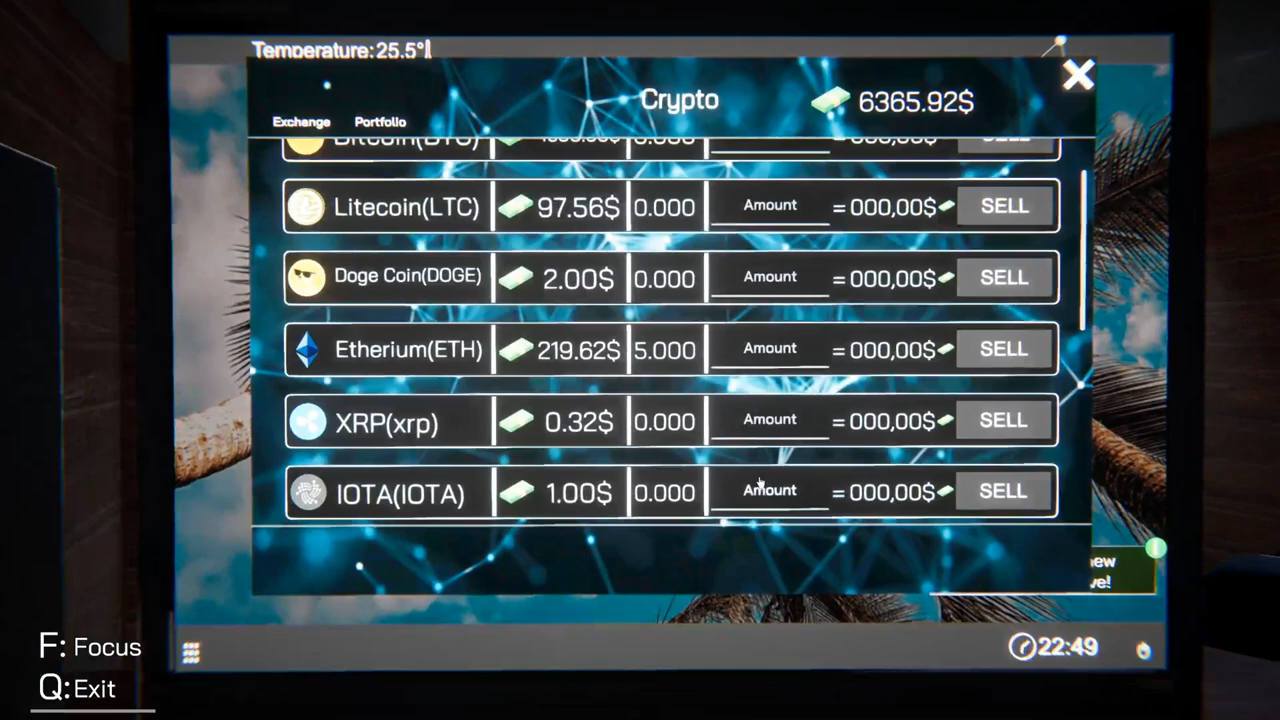 Temperature: 25.5°
Crypto
6365.92$
Exchange Portfolio
Bitcoin(BTC)
Litecoin(LTC) 97.56$ 0.000 Amount = 000,00$ SELL
Doge Coin(DOGE) 2.00$ 0.000 Amount = 000,00$ SELL
Etherium(ETH) 219.62$ 5.000 Amount = 000,00$ SELL
XRP(xrp) 0.32$ 0.000 Amount = 000,00$ SELL
IOTA(IOTA) 1.00$ 0.000 Amount = 000,00$ SELL
F: Focus
Q: Exit
22:49